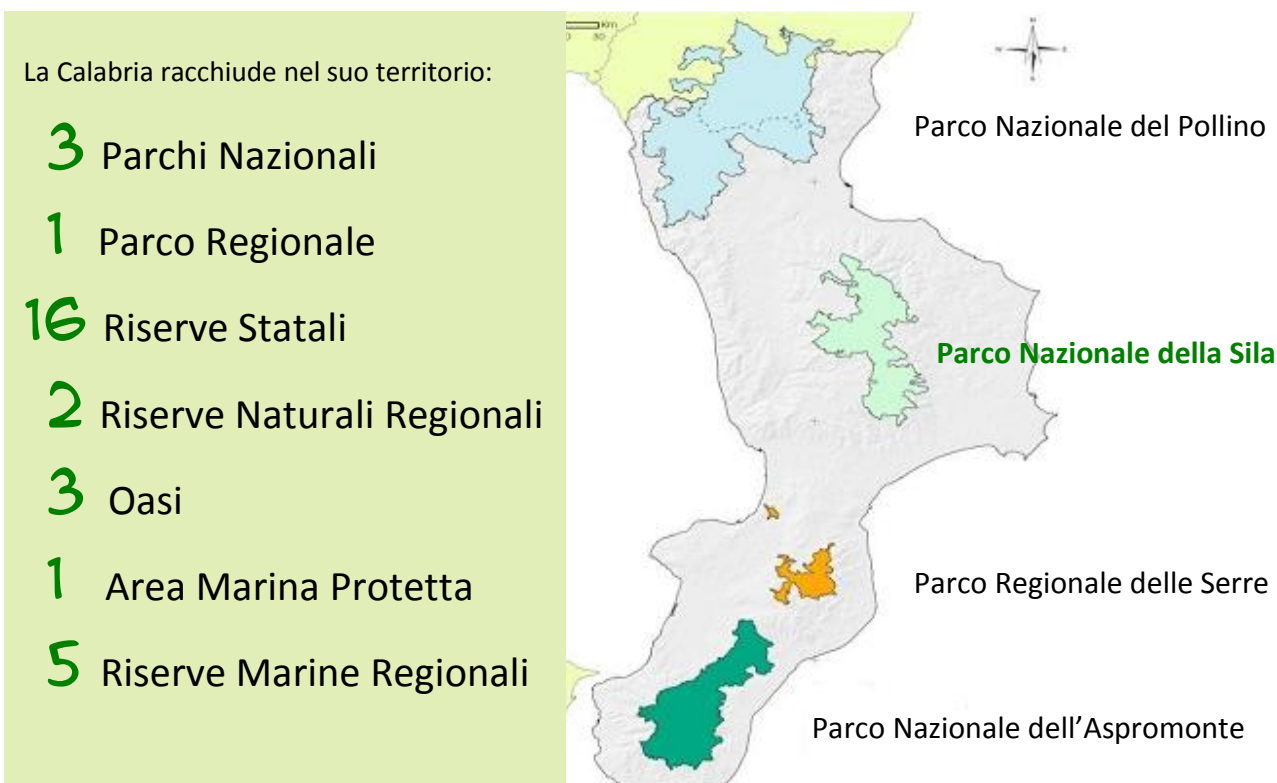 La Calabria racchiude nel suo territorio:
3 Parchi Nazionali
1 Parco Regionale
16 Riserve Statali
2 Riserve Naturali Regionali
3 Oasi
1 Area Marina Protetta
5 Riserve Marine Regionali
Km
30
Parco Nazionale del Pollino
Parco Nazionale della Sila
Parco Regionale delle Serre
Parco Nazionale dell’Aspromonte